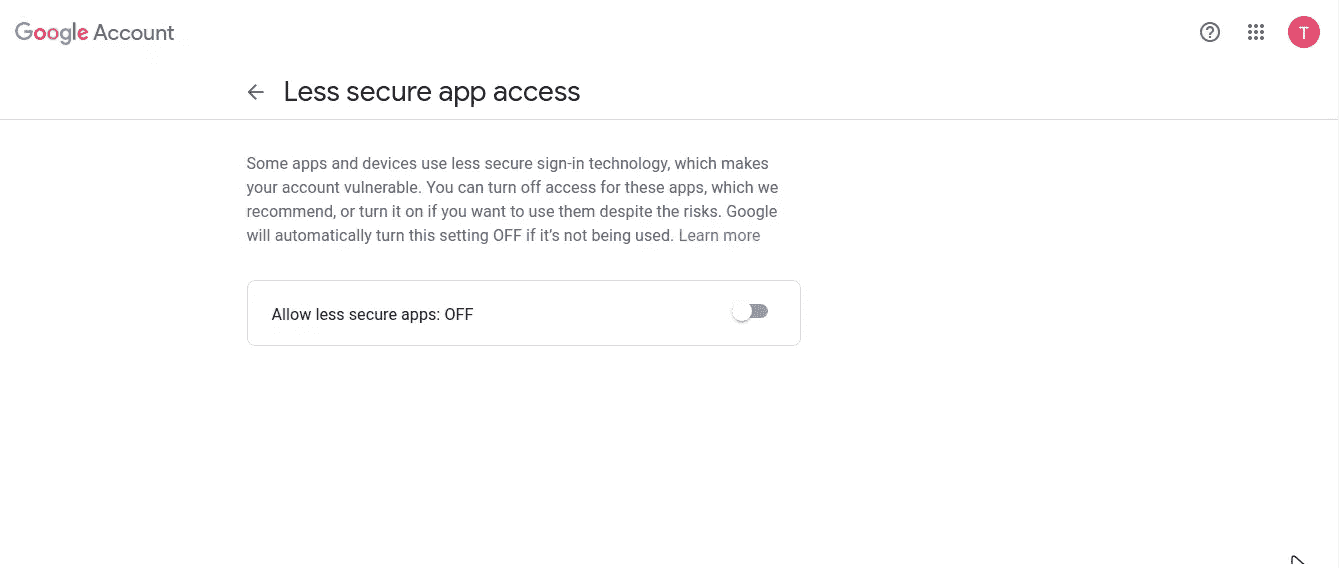 Google Account
T
Less secure app access
Some apps and devices use less secure sign-in technology, which makes
your account vulnerable. You can turn off access for these apps, which we
recommend, or turn it on if you want to use them despite the risks. Google
will automatically turn this setting OFF if it’s not being used. Learn more
Allow less secure apps: OFF